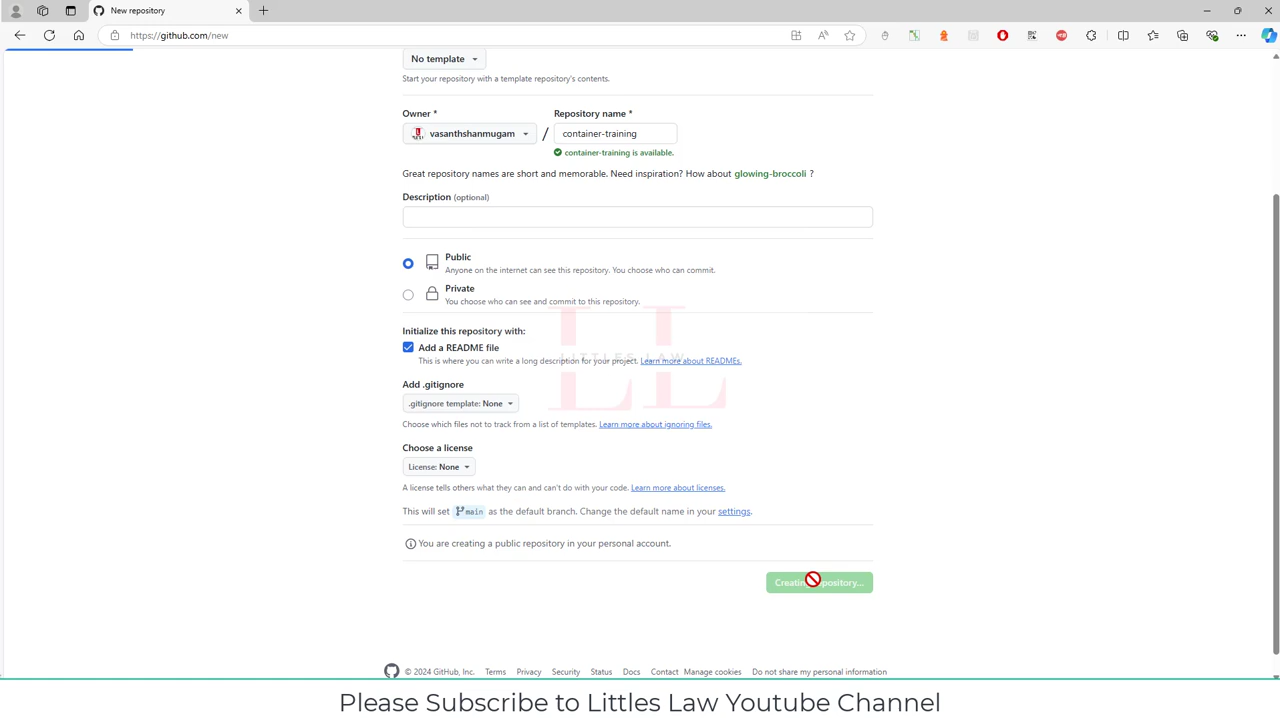 New repository
https://github.com/new
No template
Start your repository with a template repository's contents.
Owner * Repository name *
vasanthshanmugam / container-training
container-training is available.
Great repository names are short and memorable. Need inspiration? How about glowing-broccoli ?
Description (optional)
Public
Anyone on the internet can see this repository. You choose who can commit.
Private
You choose who can see and commit to this repository.
Initialize this repository with:
Add a README file
LITTLES LAW
This is where you can write a long description for your project. Learn more about READMEs.
Add .gitignore
.gitignore template: None
Choose which files not to track from a list of templates. Learn more about ignoring files.
Choose a license
License: None
A license tells others what they can and can't do with your code. Learn more about licenses.
This will set main as the default branch. Change the default name in your settings.
You are creating a public repository in your personal account.
Creating repository...
© 2024 GitHub, Inc. Terms Privacy Security Status Docs Contact Manage cookies Do not share my personal information
Please Subscribe to Littles Law Youtube Channel